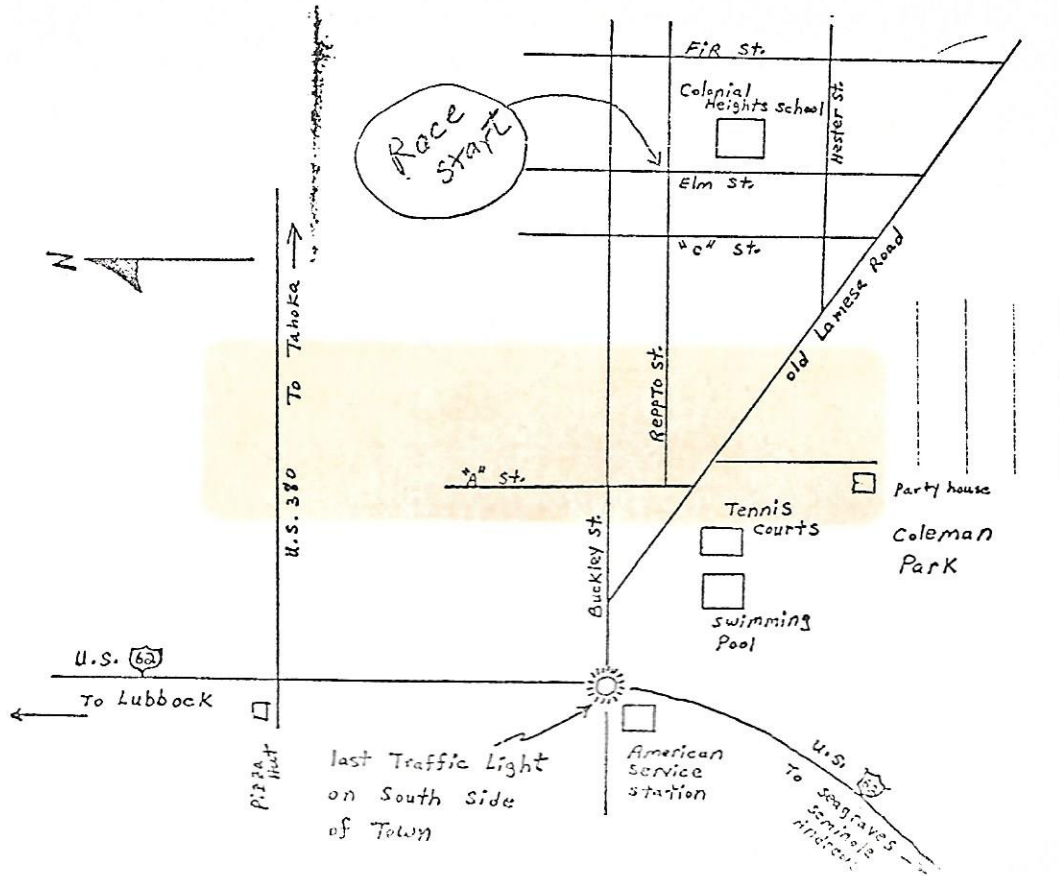 FiR St.
Colonial
Heights School
Hester St.
Race
Start
Elm St.
"C" St.
N
U.S. 380 To Tahoka
Reppto St.
old Lamesa Road
"A" St.
Party house
Tennis
Courts
Coleman
Park
Buckley St.
Swimming
Pool
U.S. 62
To Lubbock
Pizza
Hut
last Traffic Light
on South Side
of Town
American
Service
Station
U.S. 62
To Seagraves
Seminole